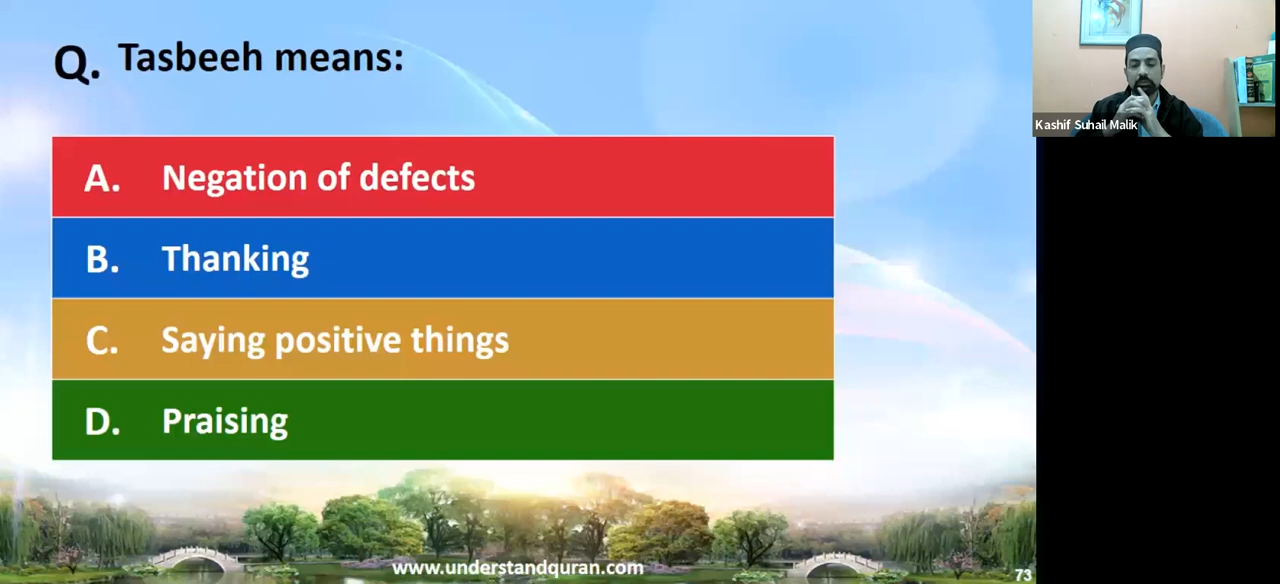 Q. Tasbeeh means:
A. Negation of defects
B. Thanking
C. Saying positive things
D. Praising
www.understandquran.com
73
Kashif Suhail Malik